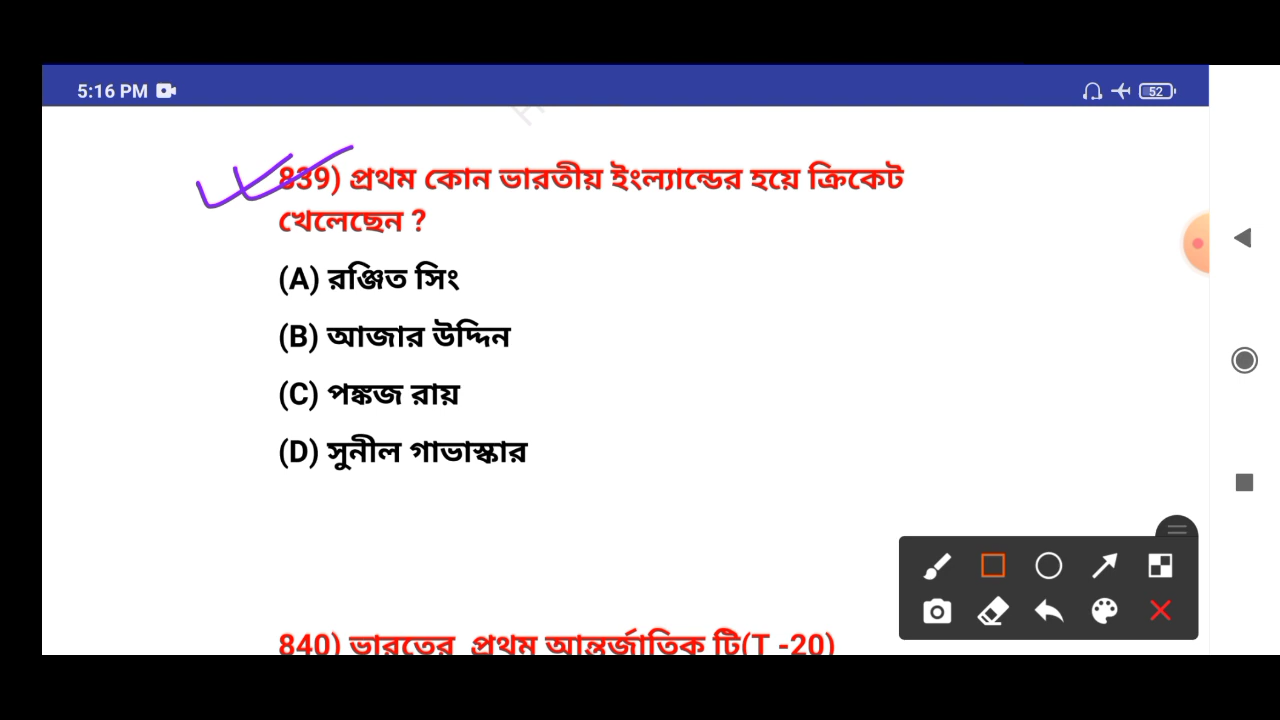 5:16 PM
52
839) প্রথম কোন ভারতীয় ইংল্যান্ডের হয়ে ক্রিকেট
খেলেছেন ?
(A) রঞ্জিত সিং
(B) আজার উদ্দিন
(C) পঙ্কজ রায়
(D) সুনীল গাভাস্কার
840) ভারতের প্রথম আন্তর্জাতিক টি(T -20)